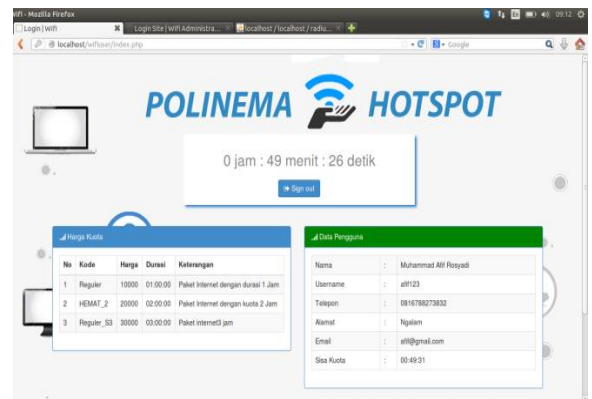 Wifi - Mozilla Firefox
En
09:12
Login | Wifi
Login Site | Wifi Administra...
localhost / localhost / radiu...
localhost/wifiuser/index.php
Google
POLINEMA HOTSPOT
0 jam : 49 menit : 26 detik
Sign out
Harga Kuota
No Kode Harga Durasi Keterangan
1 Reguler 10000 01:00:00 Paket Internet dengan durasi 1 Jam
2 HEMAT_2 20000 02:00:00 Paket Internet dengan kuota 2 Jam
3 Reguler_S3 30000 03:00:00 Paket internet3 jam
Data Pengguna
Nama : Muhammad Afif Rosyadi
Username : afif123
Telepon : 0816788273832
Alamat : Ngalam
Email : afif@gmail.com
Sisa Kuota : 00:49:31